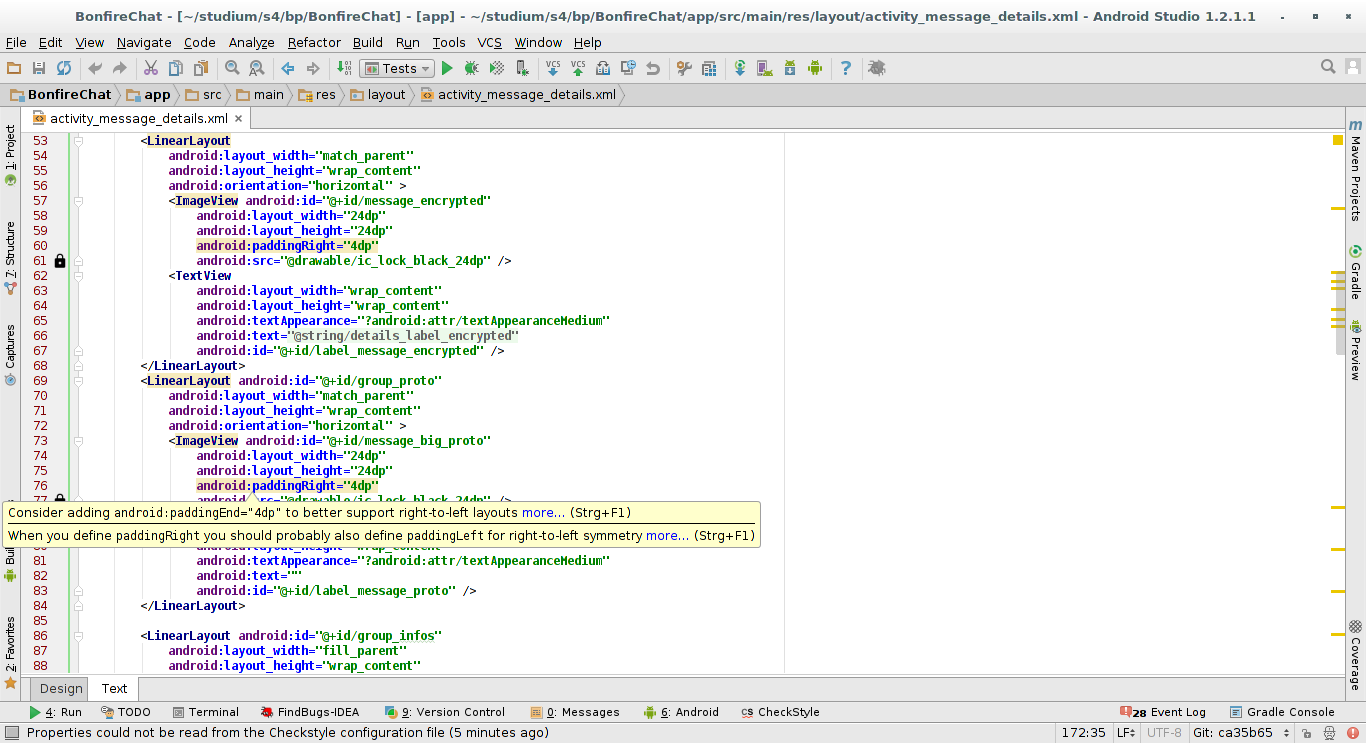 BonfireChat - [~/studium/s4/bp/BonfireChat] - [app] - ~/studium/s4/bp/BonfireChat/app/src/main/res/layout/activity_message_details.xml - Android Studio 1.2.1.1
File Edit View Navigate Code Analyze Refactor Build Run Tools VCS Window Help
Tests VCS VCS ?
BonfireChat app src main res layout activity_message_details.xml
activity_message_details.xml ×
1: Project
7: Structure
Captures
2: Favorites
53 <LinearLayout
54 android:layout_width="match_parent"
55 android:layout_height="wrap_content"
56 android:orientation="horizontal" >
57 <ImageView android:id="@+id/message_encrypted"
58 android:layout_width="24dp"
59 android:layout_height="24dp"
60 android:paddingRight="4dp"
61 android:src="@drawable/ic_lock_black_24dp" />
62 <TextView
63 android:layout_width="wrap_content"
64 android:layout_height="wrap_content"
65 android:textAppearance="?android:attr/textAppearanceMedium"
66 android:text="@string/details_label_encrypted"
67 android:id="@+id/label_message_encrypted" />
68 </LinearLayout>
69 <LinearLayout android:id="@+id/group_proto"
70 android:layout_width="match_parent"
71 android:layout_height="wrap_content"
72 android:orientation="horizontal" >
73 <ImageView android:id="@+id/message_big_proto"
74 android:layout_width="24dp"
75 android:layout_height="24dp"
76 android:paddingRight="4dp"
77 android:src="@drawable/ic_lock_black_24dp" />
Consider adding android:paddingEnd="4dp" to better support right-to-left layouts more... (Strg+F1)
When you define paddingRight you should probably also define paddingLeft for right-to-left symmetry more... (Strg+F1)
80 android:layout_height="wrap_content"
81 android:textAppearance="?android:attr/textAppearanceMedium"
82 android:text=""
83 android:id="@+id/label_message_proto" />
84 </LinearLayout>
85
86 <LinearLayout android:id="@+id/group_infos"
87 android:layout_width="fill_parent"
88 android:layout_height="wrap_content"
m Maven Projects
Gradle
Preview
Coverage
Design Text
4: Run TODO Terminal FindBugs-IDEA 9: Version Control 0: Messages 6: Android CS CheckStyle 28 Event Log Gradle Console
Properties could not be read from the Checkstyle configuration file (5 minutes ago) 172:35 LF UTF-8 Git: ca35b65